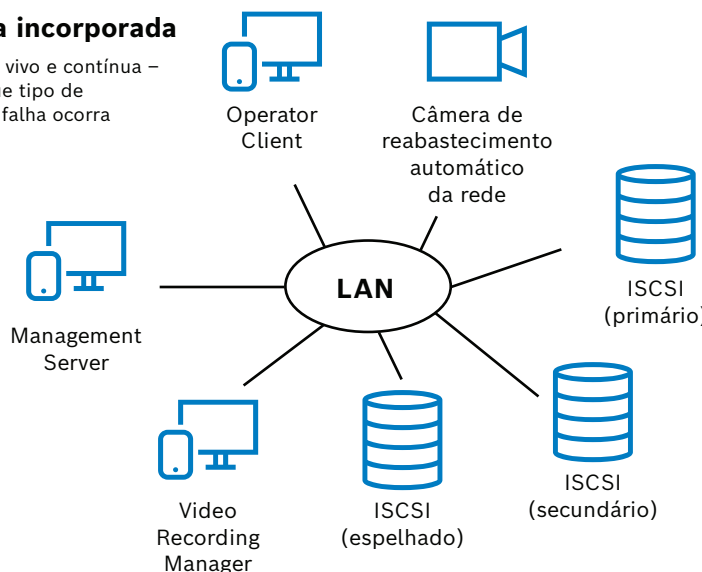 a incorporada
vivo e contínua –
e tipo de
falha ocorra
Operator
Client
Câmera de
reabastecimento
automático
da rede
LAN
ISCSI
(primário)
Management
Server
ISCSI
(secundário)
ISCSI
(espelhado)
Video
Recording
Manager